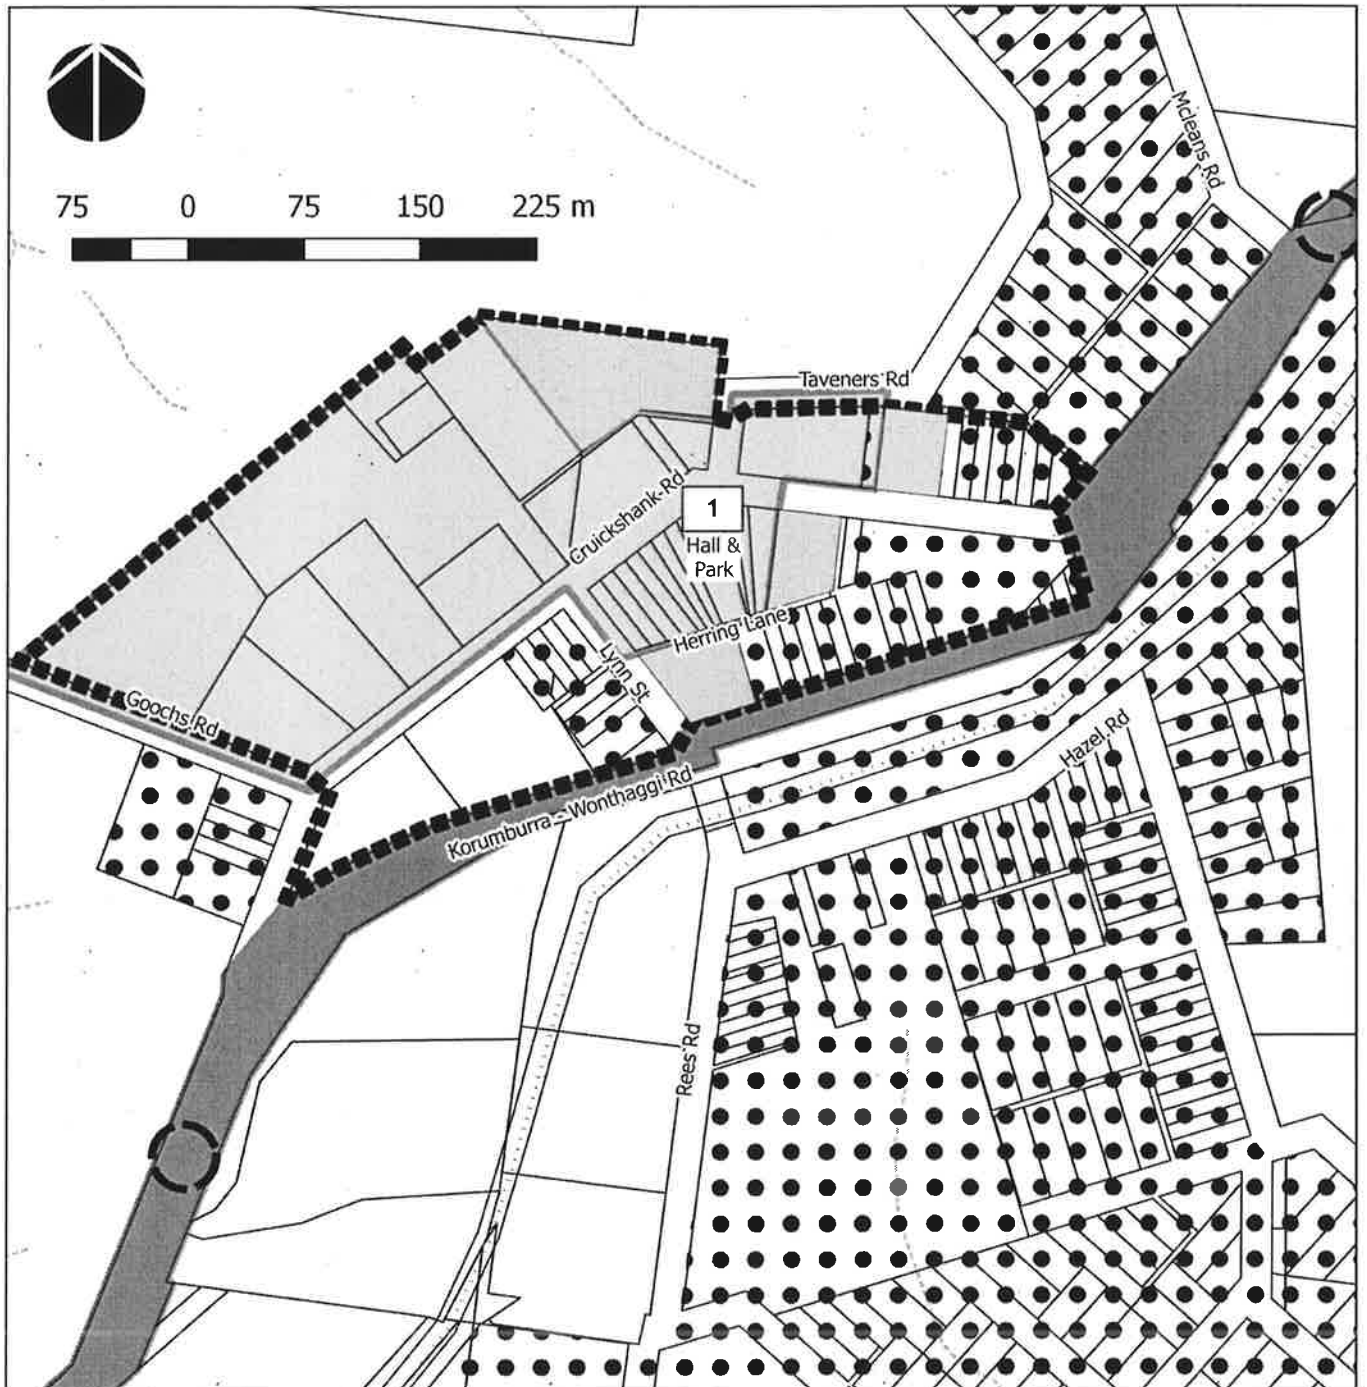 Mcleans Rd
75 0 75 150 225 m
Taveners Rd
Cruickshank Rd
1
Hall &
Park
Herring Lane
Lynn St
Goochs Rd
Hazel Rd
Korumburra - Wonthaggi Rd
Rees Rd